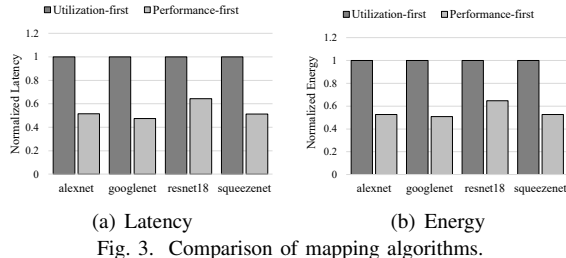 Utilization-first Performance-first
1.2
1
0.8
0.6
0.4
0.2
0
Normalized Latency
alexnet googlenet resnet18 squeezenet
(a) Latency
Utilization-first Performance-first
1.2
1
0.8
0.6
0.4
0.2
0
Normalized Energy
alexnet googlenet resnet18 squeezenet
(b) Energy
Fig. 3. Comparison of mapping algorithms.